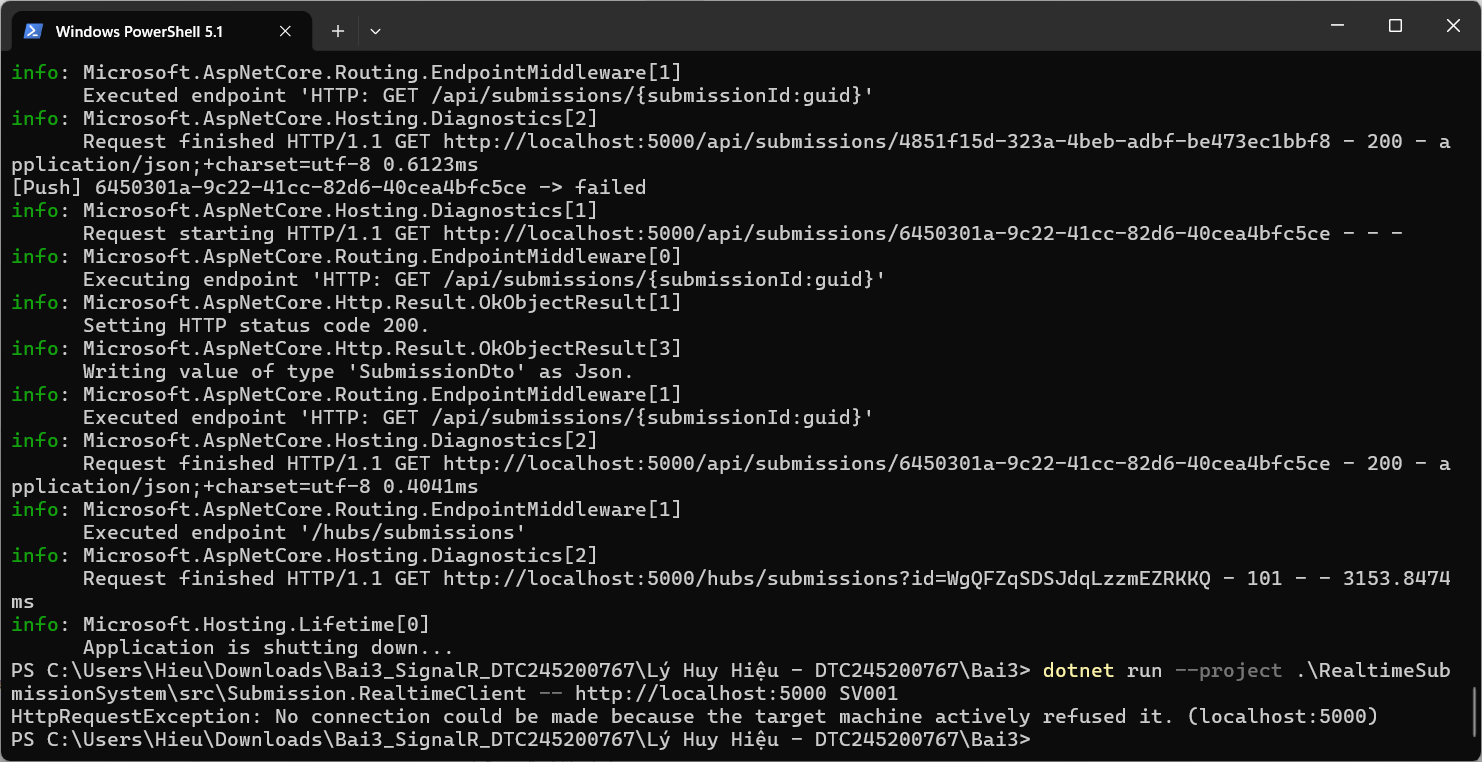 Windows PowerShell 5.1
info: Microsoft.AspNetCore.Routing.EndpointMiddleware[1]
      Executed endpoint 'HTTP: GET /api/submissions/{submissionId:guid}'
info: Microsoft.AspNetCore.Hosting.Diagnostics[2]
      Request finished HTTP/1.1 GET http://localhost:5000/api/submissions/4851f15d-323a-4beb-adbf-be473ec1bbf8 - 200 - a
pplication/json;+charset=utf-8 0.6123ms
[Push] 6450301a-9c22-41cc-82d6-40cea4bfc5ce -> failed
info: Microsoft.AspNetCore.Hosting.Diagnostics[1]
      Request starting HTTP/1.1 GET http://localhost:5000/api/submissions/6450301a-9c22-41cc-82d6-40cea4bfc5ce - - -
info: Microsoft.AspNetCore.Routing.EndpointMiddleware[0]
      Executing endpoint 'HTTP: GET /api/submissions/{submissionId:guid}'
info: Microsoft.AspNetCore.Http.Result.OkObjectResult[1]
      Setting HTTP status code 200.
info: Microsoft.AspNetCore.Http.Result.OkObjectResult[3]
      Writing value of type 'SubmissionDto' as Json.
info: Microsoft.AspNetCore.Routing.EndpointMiddleware[1]
      Executed endpoint 'HTTP: GET /api/submissions/{submissionId:guid}'
info: Microsoft.AspNetCore.Hosting.Diagnostics[2]
      Request finished HTTP/1.1 GET http://localhost:5000/api/submissions/6450301a-9c22-41cc-82d6-40cea4bfc5ce - 200 - a
pplication/json;+charset=utf-8 0.4041ms
info: Microsoft.AspNetCore.Routing.EndpointMiddleware[1]
      Executed endpoint '/hubs/submissions'
info: Microsoft.AspNetCore.Hosting.Diagnostics[2]
      Request finished HTTP/1.1 GET http://localhost:5000/hubs/submissions?id=WgQFZqSDSJdqLzzmEZRKKQ - 101 - - 3153.8474
ms
info: Microsoft.Hosting.Lifetime[0]
      Application is shutting down...
PS C:\Users\Hieu\Downloads\Bai3_SignalR_DTC245200767\Lý Huy Hiệu - DTC245200767\Bai3> dotnet run --project .\RealtimeSub
missionSystem\src\Submission.RealtimeClient -- http://localhost:5000 SV001
HttpRequestException: No connection could be made because the target machine actively refused it. (localhost:5000)
PS C:\Users\Hieu\Downloads\Bai3_SignalR_DTC245200767\Lý Huy Hiệu - DTC245200767\Bai3>